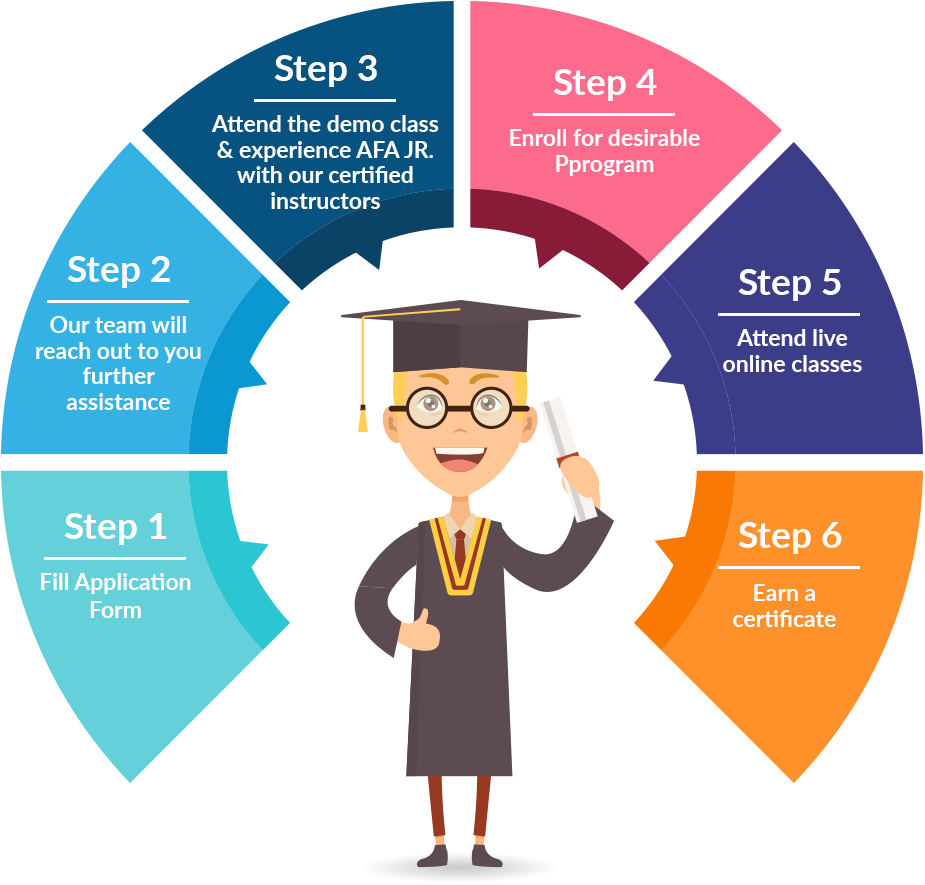 Step 1
Fill Application
Form
Step 2
Our team will
reach out to you
further
assistance
Step 3
Attend the demo class
& experience AFA JR.
with our certified
instructors
Step 4
Enroll for desirable
Pprogram
Step 5
Attend live
online classes
Step 6
Earn a
certificate